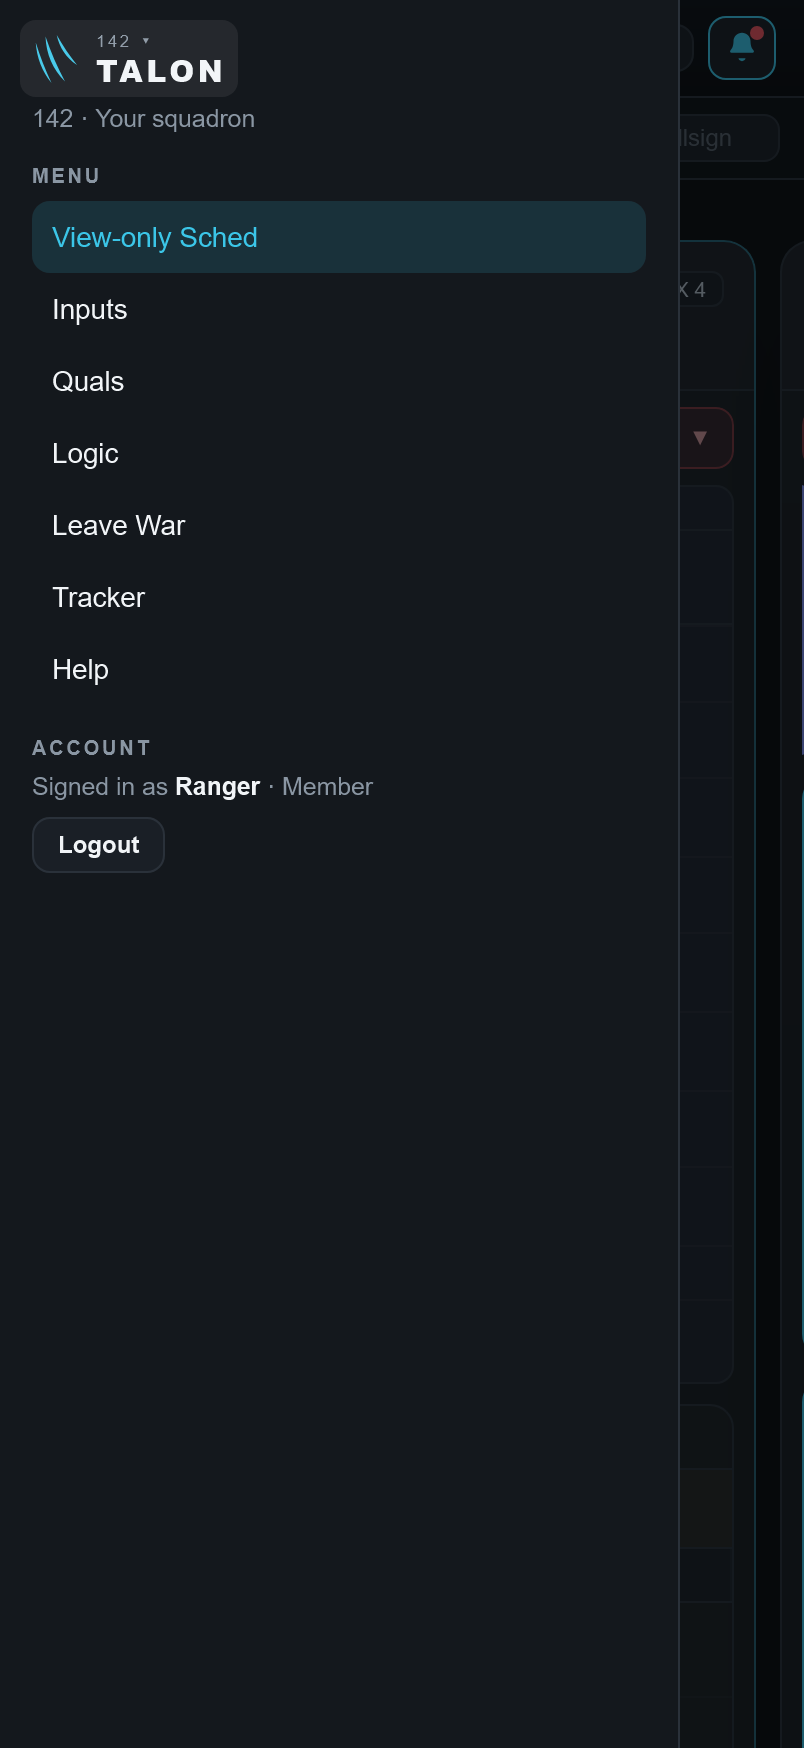 142 ▾
TALON
142 · Your squadron
MENU
View-only Sched
Inputs
Quals
Logic
Leave War
Tracker
Help
ACCOUNT
Signed in as Ranger · Member
Logout
llsign
X 4
▼